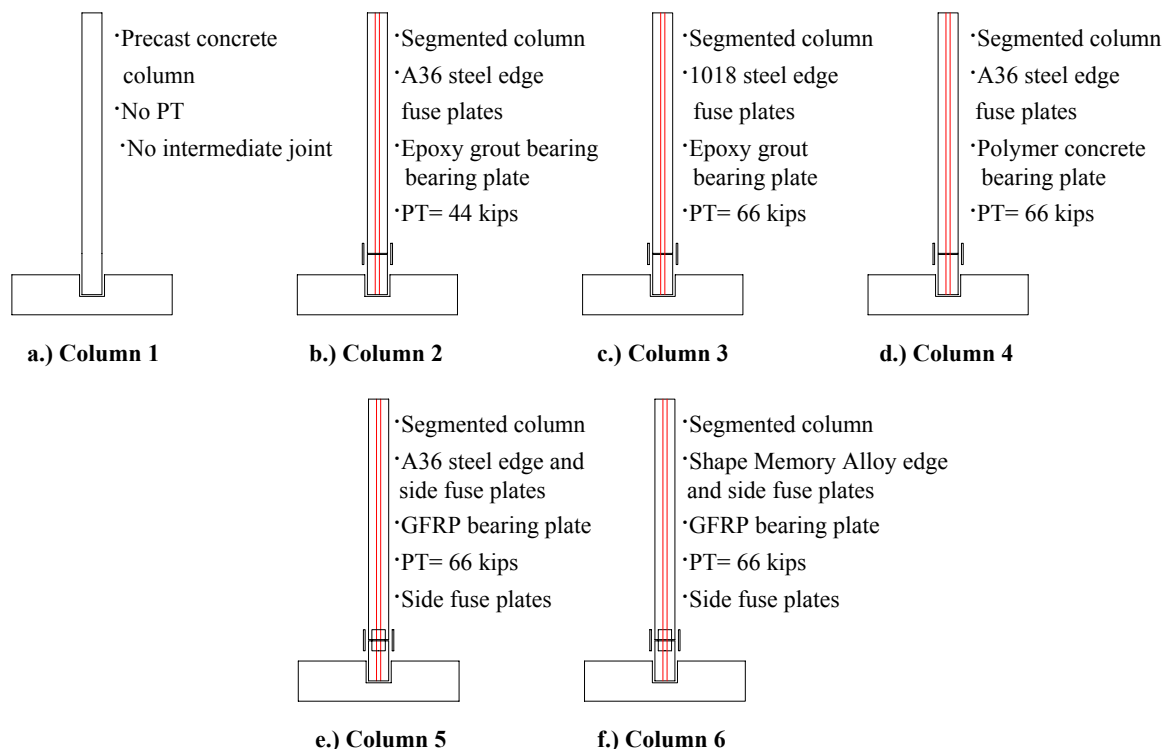 ·Precast concrete
column
·No PT
·No intermediate joint
a.) Column 1
·Segmented column
·A36 steel edge
fuse plates
·Epoxy grout bearing
bearing plate
·PT= 44 kips
b.) Column 2
·Segmented column
·1018 steel edge
fuse plates
·Epoxy grout
bearing plate
·PT= 66 kips
c.) Column 3
·Segmented column
·A36 steel edge
fuse plates
·Polymer concrete
bearing plate
·PT= 66 kips
d.) Column 4
·Segmented column
·A36 steel edge and
side fuse plates
·GFRP bearing plate
·PT= 66 kips
·Side fuse plates
e.) Column 5
·Segmented column
·Shape Memory Alloy edge
and side fuse plates
·GFRP bearing plate
·PT= 66 kips
·Side fuse plates
f.) Column 6